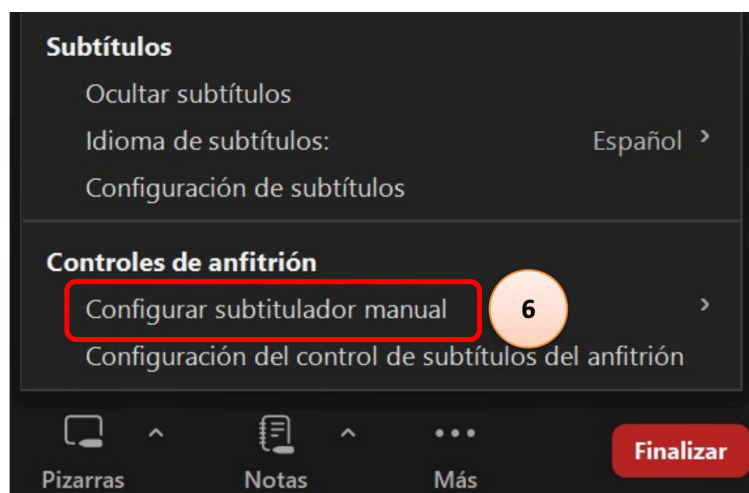 Subtítulos
Ocultar subtítulos
Idioma de subtítulos: Español >
Configuración de subtítulos
Controles de anfitrión
Configurar subtitulador manual 6 >
Configuración del control de subtítulos del anfitrión
Pizarras Notas Más Finalizar